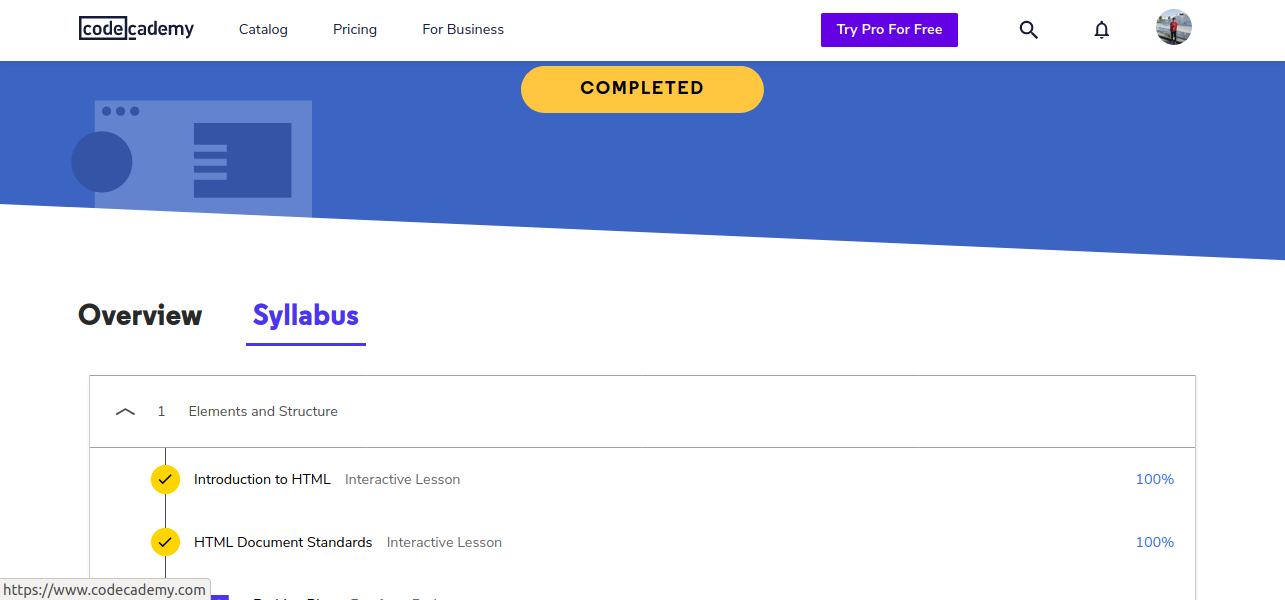 codecademy Catalog Pricing For Business Try Pro For Free
COMPLETED
Overview Syllabus
1 Elements and Structure
Introduction to HTML Interactive Lesson 100%
HTML Document Standards Interactive Lesson 100%
https://www.codecademy.com